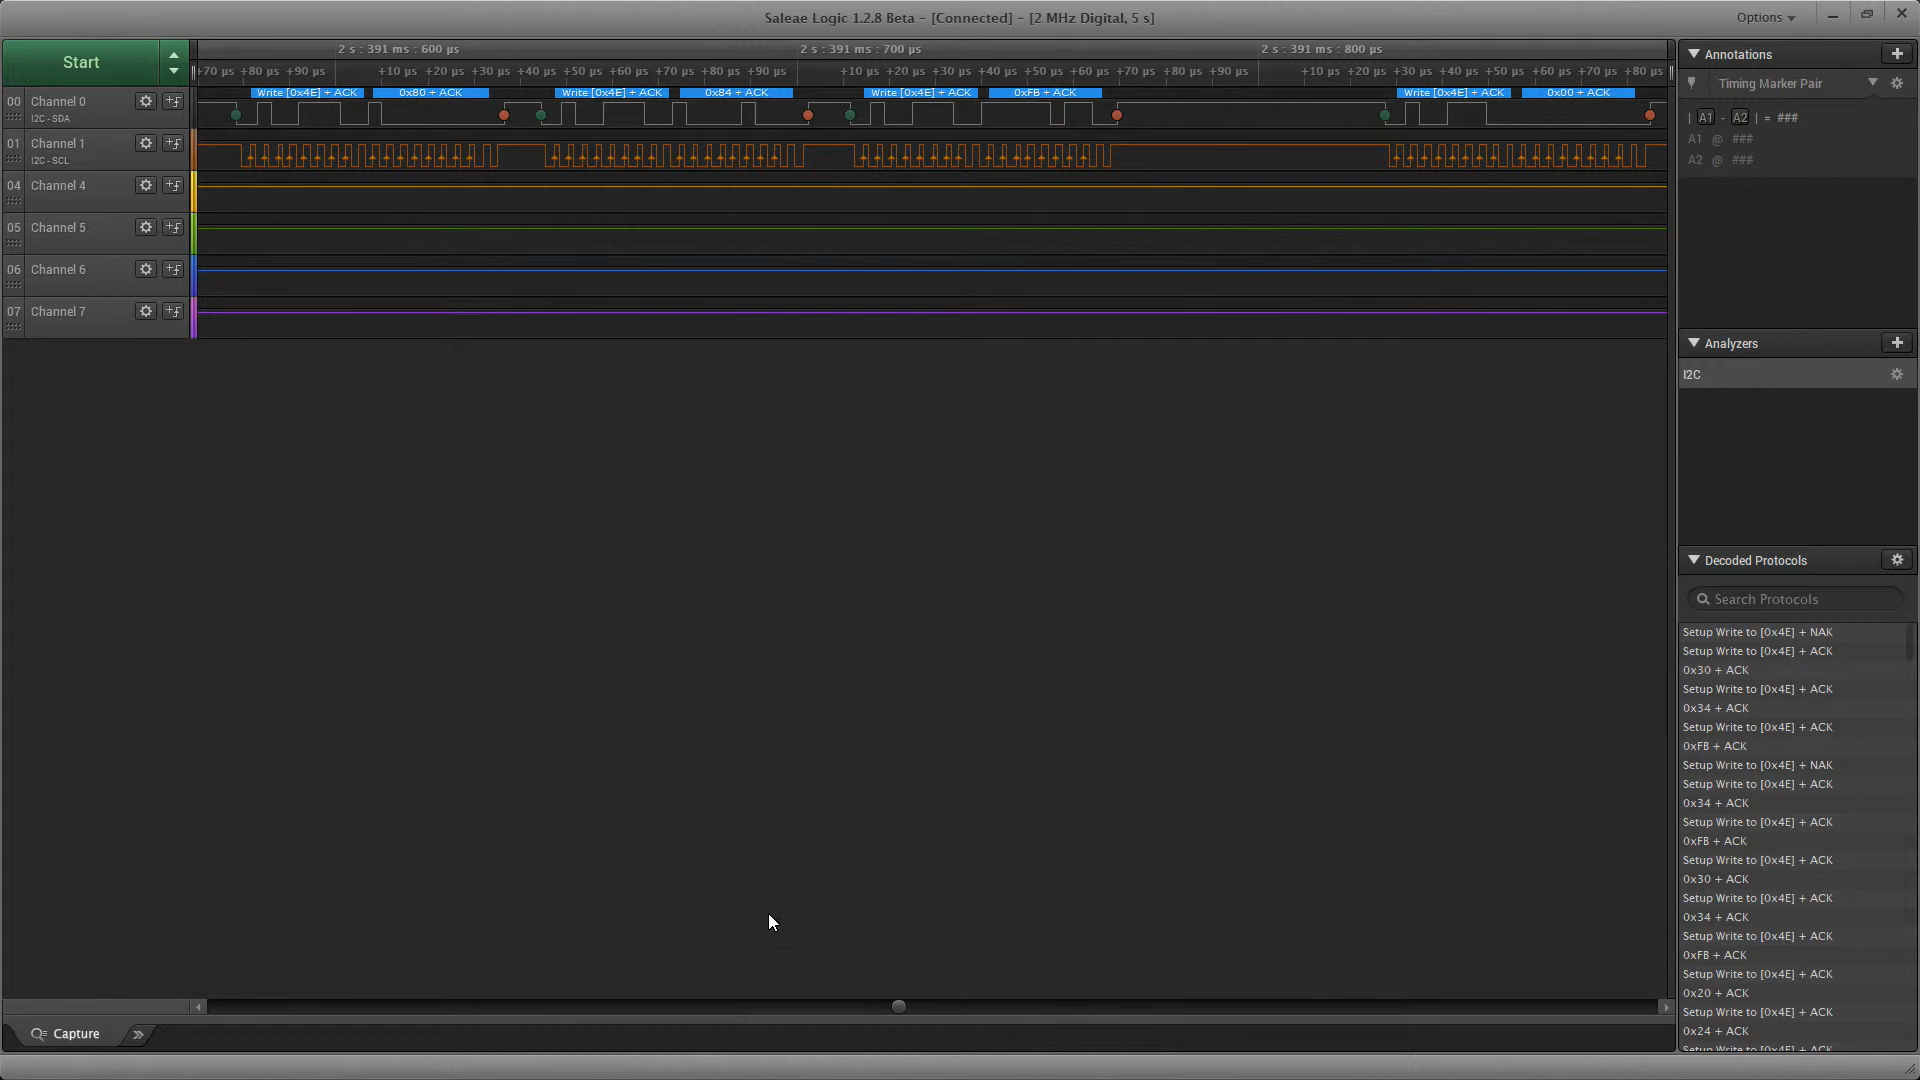 Saleae Logic 1.2.8 Beta - [Connected] - [2 MHz Digital, 5 s]
Options
Start
2 s : 391 ms : 600 µs
2 s : 391 ms : 700 µs
2 s : 391 ms : 800 µs
+70 µs +80 µs +90 µs
+10 µs +20 µs +30 µs +40 µs +50 µs +60 µs +70 µs +80 µs +90 µs
+10 µs +20 µs +30 µs +40 µs +50 µs +60 µs +70 µs +80 µs +90 µs
+10 µs +20 µs +30 µs +40 µs +50 µs +60 µs +70 µs +80 µs
Write [0x4E] + ACK
0x80 + ACK
Write [0x4E] + ACK
0x84 + ACK
Write [0x4E] + ACK
0xFB + ACK
Write [0x4E] + ACK
0x00 + ACK
00 Channel 0
I2C - SDA
01 Channel 1
I2C - SCL
04 Channel 4
05 Channel 5
06 Channel 6
07 Channel 7
Capture
Annotations
Timing Marker Pair
| A1 - A2 | = ###
A1 @ ###
A2 @ ###
Analyzers
I2C
Decoded Protocols
Search Protocols
Setup Write to [0x4E] + NAK
Setup Write to [0x4E] + ACK
0x30 + ACK
Setup Write to [0x4E] + ACK
0x34 + ACK
Setup Write to [0x4E] + ACK
0xFB + ACK
Setup Write to [0x4E] + NAK
Setup Write to [0x4E] + ACK
0x34 + ACK
Setup Write to [0x4E] + ACK
0xFB + ACK
Setup Write to [0x4E] + ACK
0x30 + ACK
Setup Write to [0x4E] + ACK
0x34 + ACK
Setup Write to [0x4E] + ACK
0xFB + ACK
Setup Write to [0x4E] + ACK
0x20 + ACK
Setup Write to [0x4E] + ACK
0x24 + ACK
Setup Write to [0x4E] + ACK